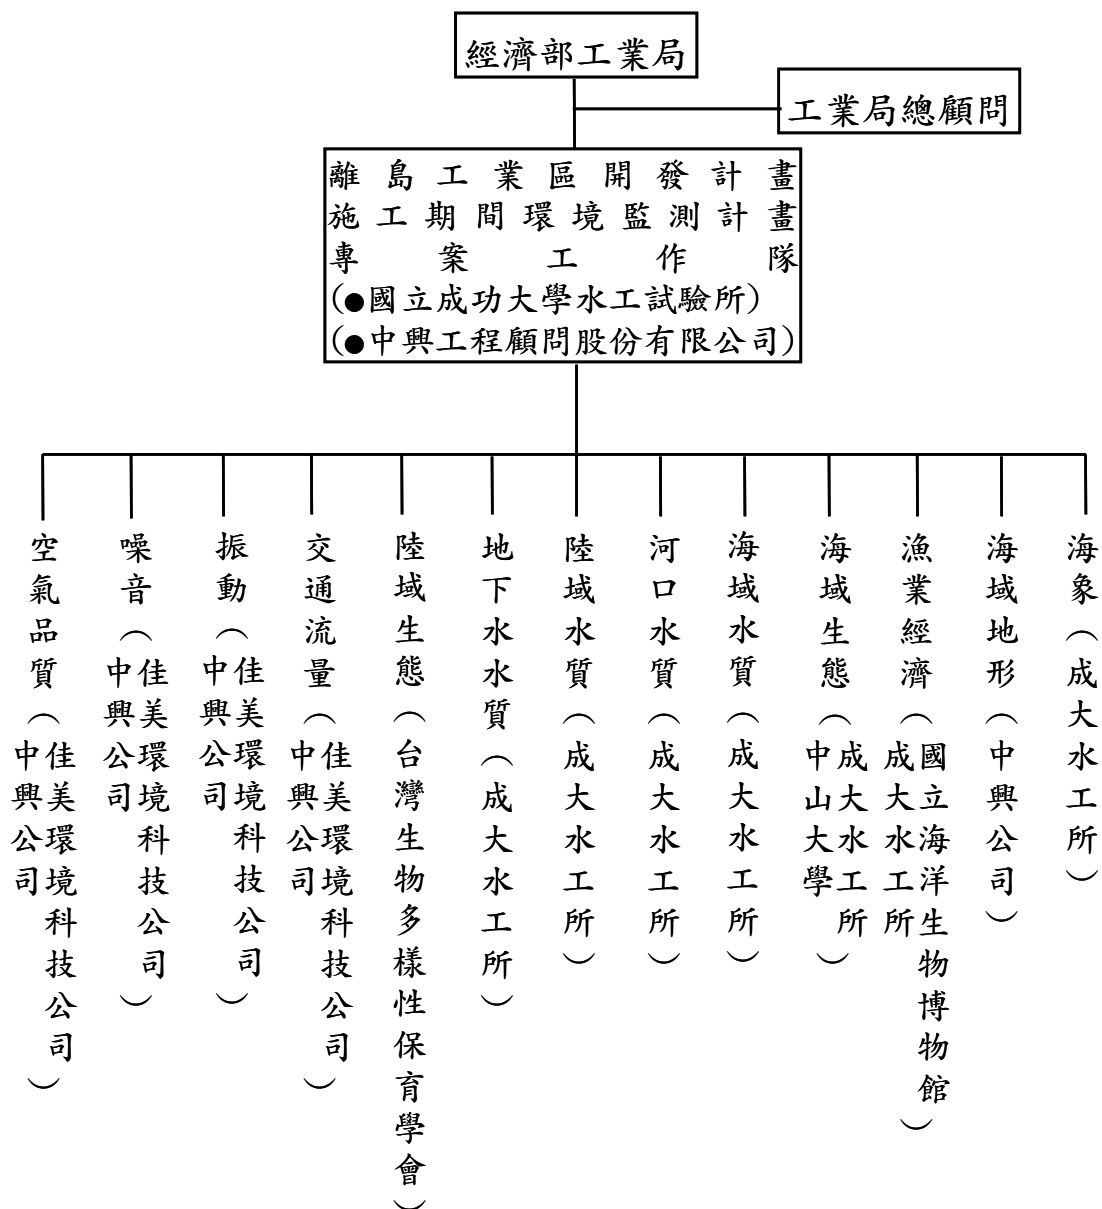 經濟部工業局
工業局總顧問
離島工業區開發計畫
施工期間環境監測計畫
專案工作隊
(●國立成功大學水工試驗所)
(●中興工程顧問股份有限公司)
空氣品質（
佳美環境科技公司
中興公司
）
噪音（
佳美環境科技公司
中興公司
）
振動（
佳美環境科技公司
中興公司
）
交通流量（
佳美環境科技公司
中興公司
）
陸域生態（台灣生物多樣性保育學會）
地下水水質（成大水工所）
陸域水質（成大水工所）
河口水質（成大水工所）
海域水質（成大水工所）
海域生態（
成大水工所
中山大學
）
漁業經濟（
國立海洋生物博物館
成大水工所
）
海域地形（中興公司）
海象（成大水工所）